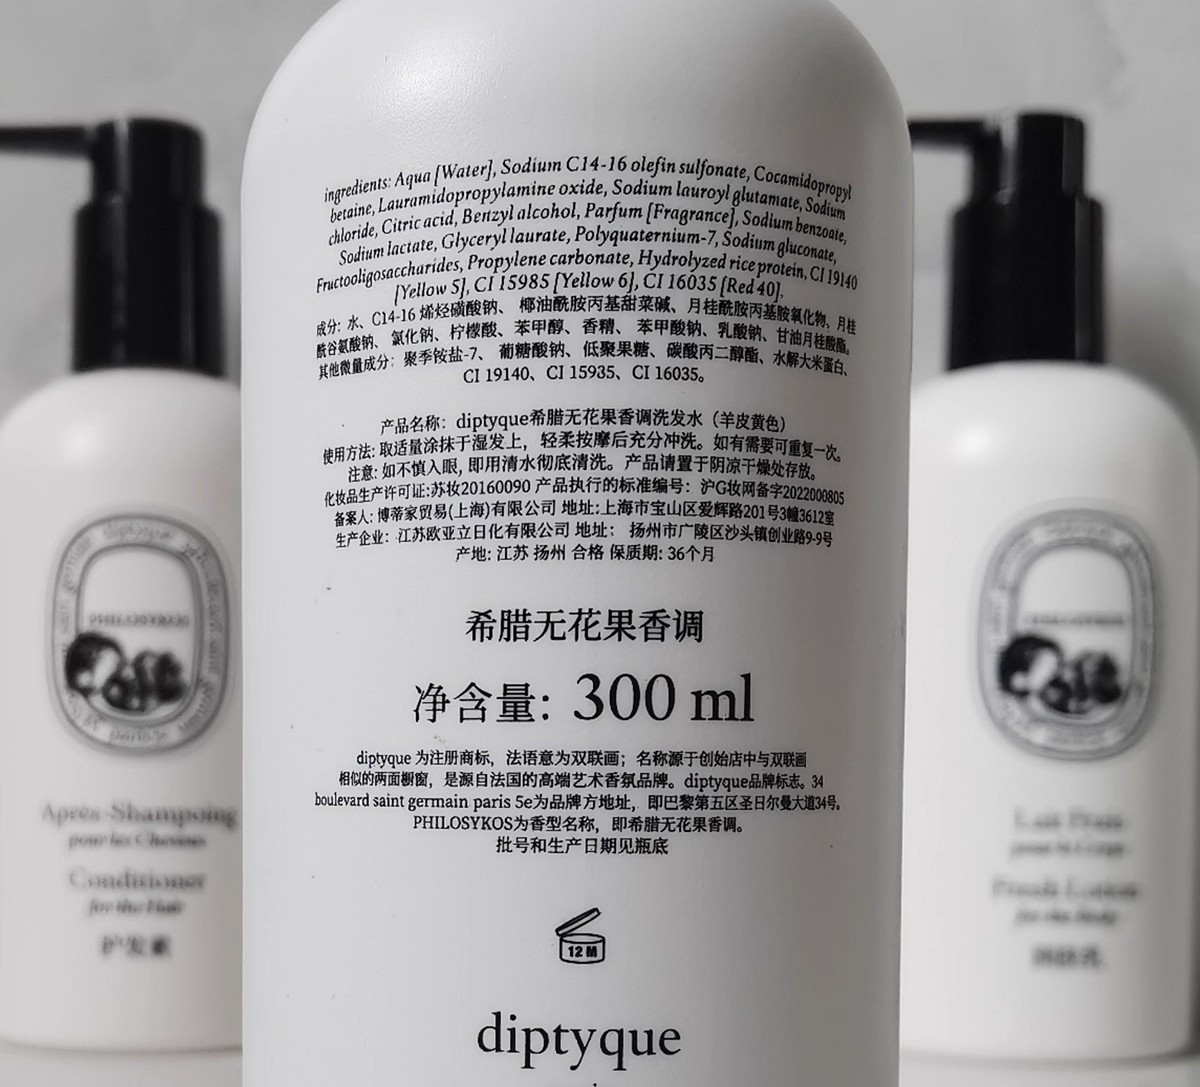 ingredients: Aqua [Water], Sodium C14-16 olefin sulfonate, Cocamidopropyl
betaine, Lauramidopropylamine oxide, Sodium lauroyl glutamate, Sodium
chloride, Citric acid, Benzyl alcohol, Parfum [Fragrance], Sodium benzoate,
Sodium lactate, Glyceryl laurate, Polyquaternium-7, Sodium gluconate,
Fructooligosaccharides, Propylene carbonate, Hydrolyzed rice protein, CI 19140
[Yellow 5], CI 15985 [Yellow 6], CI 16035 [Red 40],
成分: 水、C14-16 烯烃磺酸钠、 椰油酰胺丙基甜菜碱、月桂酰胺丙基胺氧化物、月桂
酰谷氨酸钠、 氯化钠、柠檬酸、苯甲醇、香精、 苯甲酸钠、乳酸钠、甘油月桂酸酯。
其他微量成分: 聚季铵盐-7、 葡糖酸钠、低聚果糖、碳酸丙二醇酯、水解大米蛋白、
CI 19140、CI 15935、CI 16035。
产品名称: diptyque希腊无花果香调洗发水（羊皮黄色）
使用方法: 取适量涂抹于湿发上，轻柔按摩后充分冲洗。如有需要可重复一次。
注意: 如不慎入眼, 即用清水彻底清洗。产品请置于阴凉干燥处存放。
化妆品生产许可证:苏妆20160090 产品执行的标准编号: 沪G妆网备字2022000805
备案人: 博蒂家贸易(上海)有限公司 地址:上海市宝山区爱辉路201号3幢3612室
生产企业: 江苏欧亚立日化有限公司 地址: 扬州市广陵区沙头镇创业路9-9号
产地: 江苏 扬州 合格 保质期: 36个月
希腊无花果香调
净含量: 300 ml
diptyque 为注册商标，法语意为双联画；名称源于创始店中与双联画
相似的两面橱窗，是源自法国的高端艺术香氛品牌。diptyque品牌标志。34
boulevard saint germain paris 5e为品牌方地址，即巴黎第五区圣日尔曼大道34号。
PHILOSYKOS为香型名称，即希腊无花果香调。
批号和生产日期见瓶底
12 M
diptyque
PHILOSYKOS
Après-Shampoing
pour les Cheveux
Conditioner
for the Hair
护发素
Fresh Lotion
for the Body